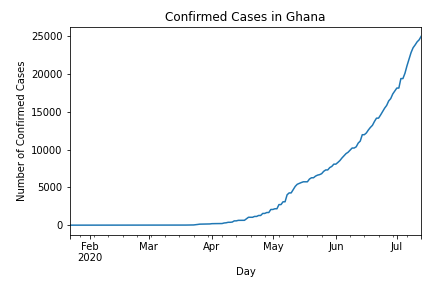 Confirmed Cases in Ghana
25000
20000
15000
10000
5000
0
Number of Confirmed Cases
Feb Mar Apr May Jun Jul
2020
Day